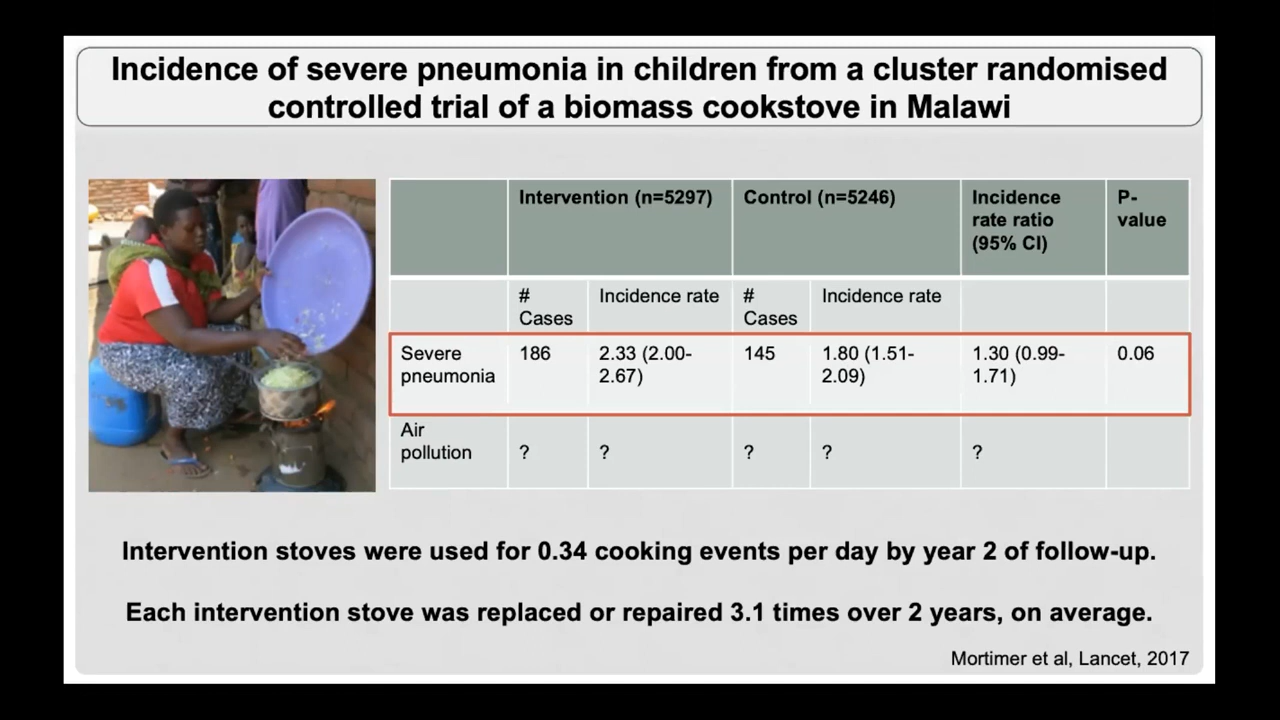 Incidence of severe pneumonia in children from a cluster randomised
controlled trial of a biomass cookstove in Malawi
Intervention (n=5297)
Control (n=5246)
Incidence
rate ratio
(95% CI)
P-
value
#
Cases
Incidence rate
#
Cases
Incidence rate
Severe
pneumonia
186
2.33 (2.00-
2.67)
145
1.80 (1.51-
2.09)
1.30 (0.99-
1.71)
0.06
Air
pollution
?
?
?
?
?
Intervention stoves were used for 0.34 cooking events per day by year 2 of follow-up.
Each intervention stove was replaced or repaired 3.1 times over 2 years, on average.
Mortimer et al, Lancet, 2017